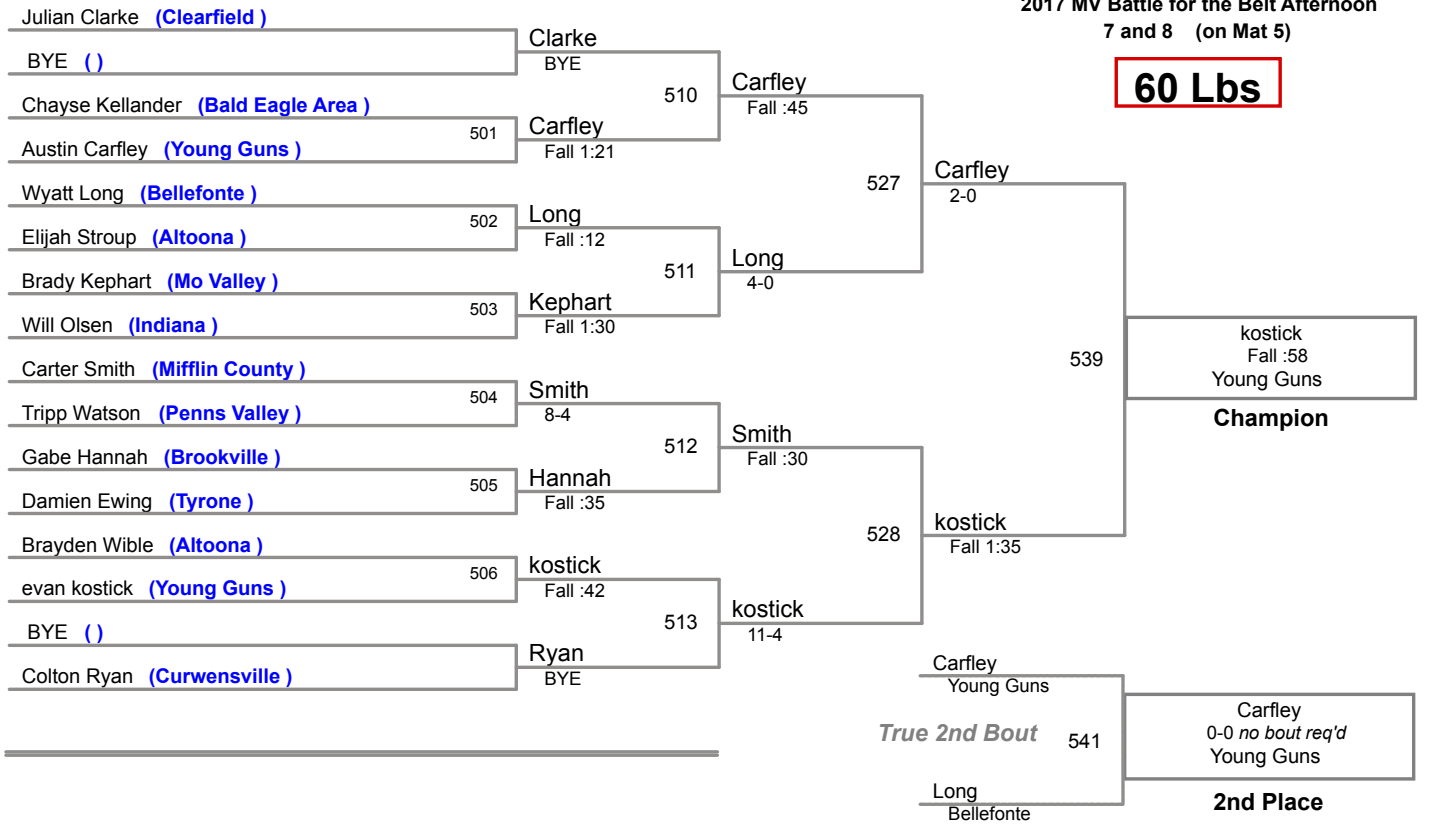 2017 MV Battle for the Belt Afternoon
7 and 8 (on Mat 5)
60 Lbs
Julian Clarke (Clearfield )
BYE ( )
Chayse Kellander (Bald Eagle Area )
Austin Carfley (Young Guns )
Wyatt Long (Bellefonte )
Elijah Stroup (Altoona )
Brady Kephart (Mo Valley )
Will Olsen (Indiana )
Carter Smith (Mifflin County )
Tripp Watson (Penns Valley )
Gabe Hannah (Brookville )
Damien Ewing (Tyrone )
Brayden Wible (Altoona )
evan kostick (Young Guns )
BYE ( )
Colton Ryan (Curwensville )
Clarke
BYE
501
Carfley
Fall 1:21
502
Long
Fall :12
503
Kephart
Fall 1:30
504
Smith
8-4
505
Hannah
Fall :35
506
kostick
Fall :42
Ryan
BYE
510
Carfley
Fall :45
511
Long
4-0
512
Smith
Fall :30
513
kostick
11-4
527
Carfley
2-0
528
kostick
Fall 1:35
539
kostick
Fall :58
Young Guns
Champion
Carfley
Young Guns
True 2nd Bout
541
Long
Bellefonte
Carfley
0-0 no bout req'd
Young Guns
2nd Place